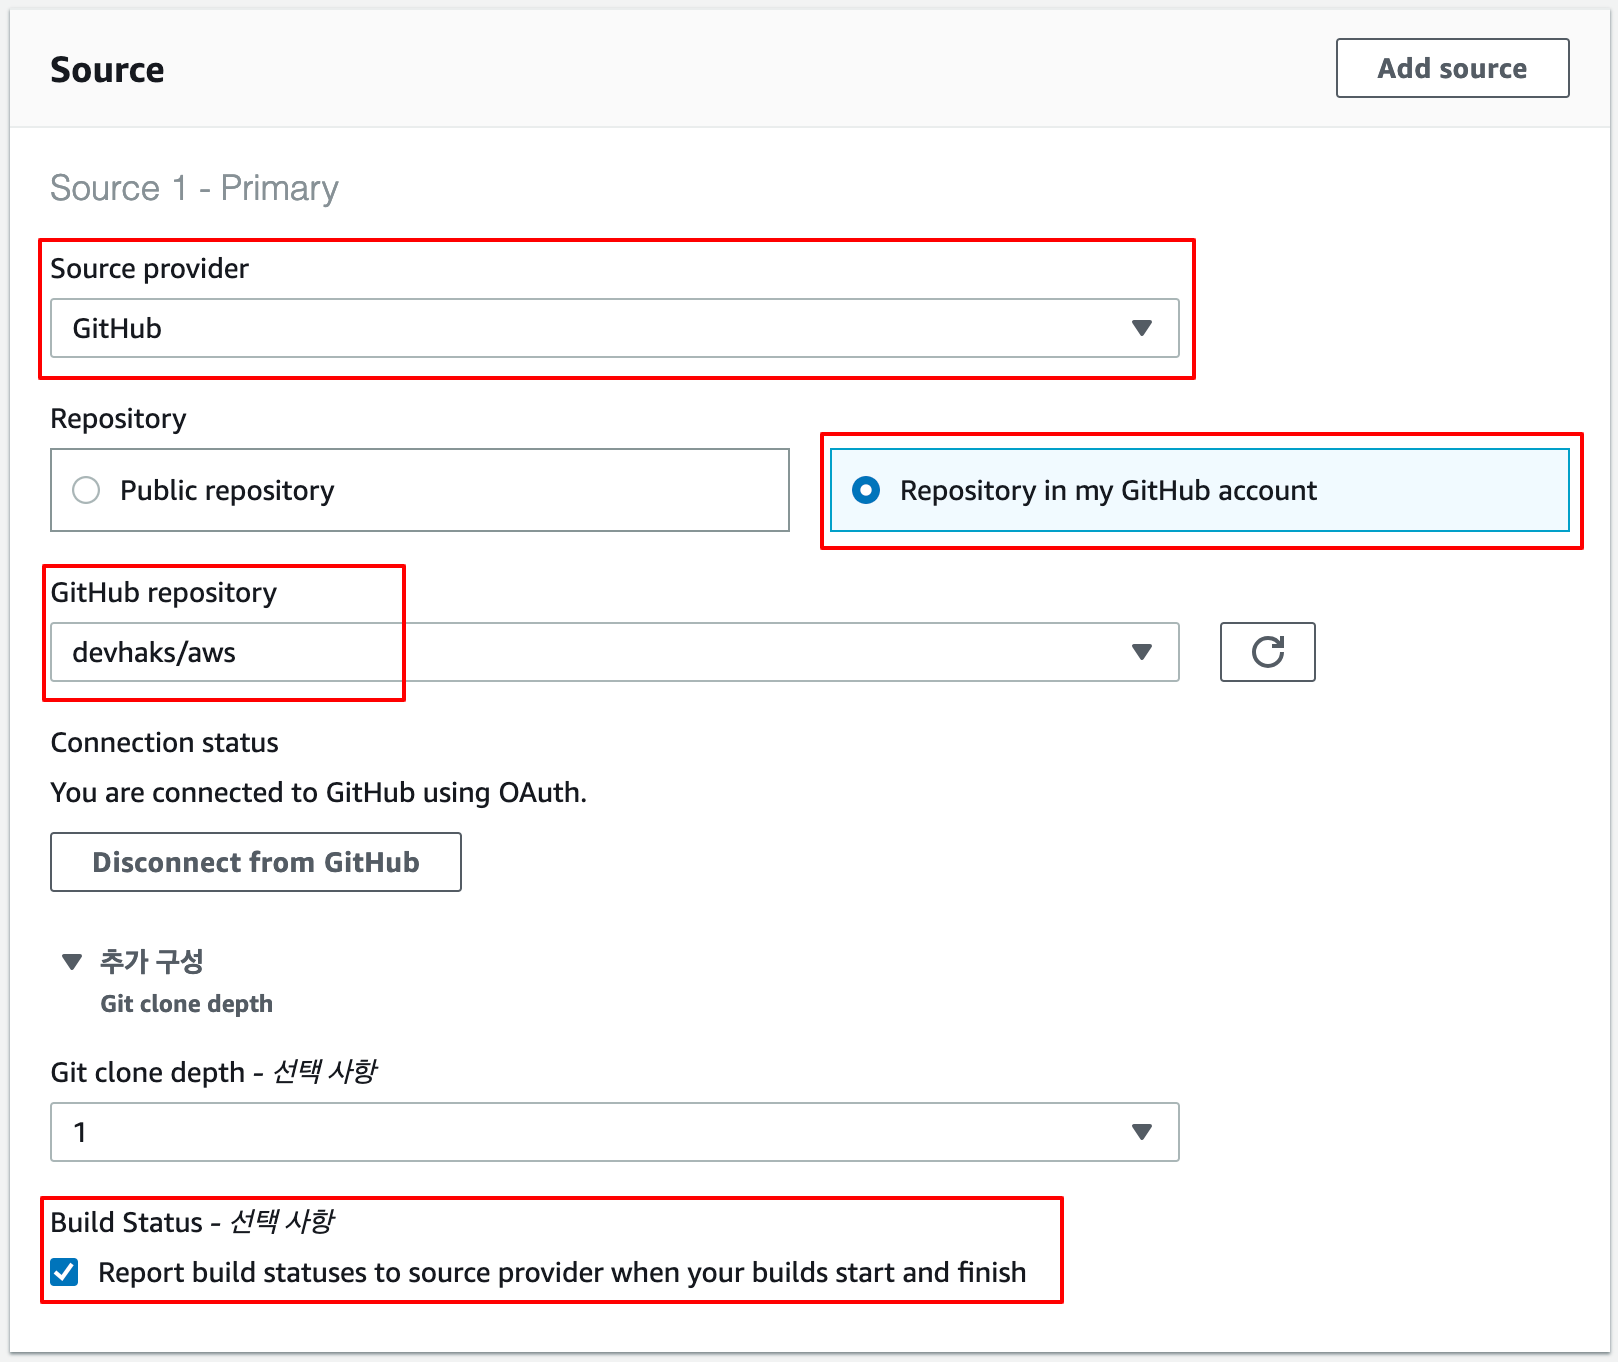 Source
Add source
Source 1 - Primary
Source provider
GitHub
Repository
Public repository
Repository in my GitHub account
GitHub repository
devhaks/aws
Connection status
You are connected to GitHub using OAuth.
Disconnect from GitHub
추가 구성
Git clone depth
Git clone depth - 선택 사항
1
Build Status - 선택 사항
Report build statuses to source provider when your builds start and finish